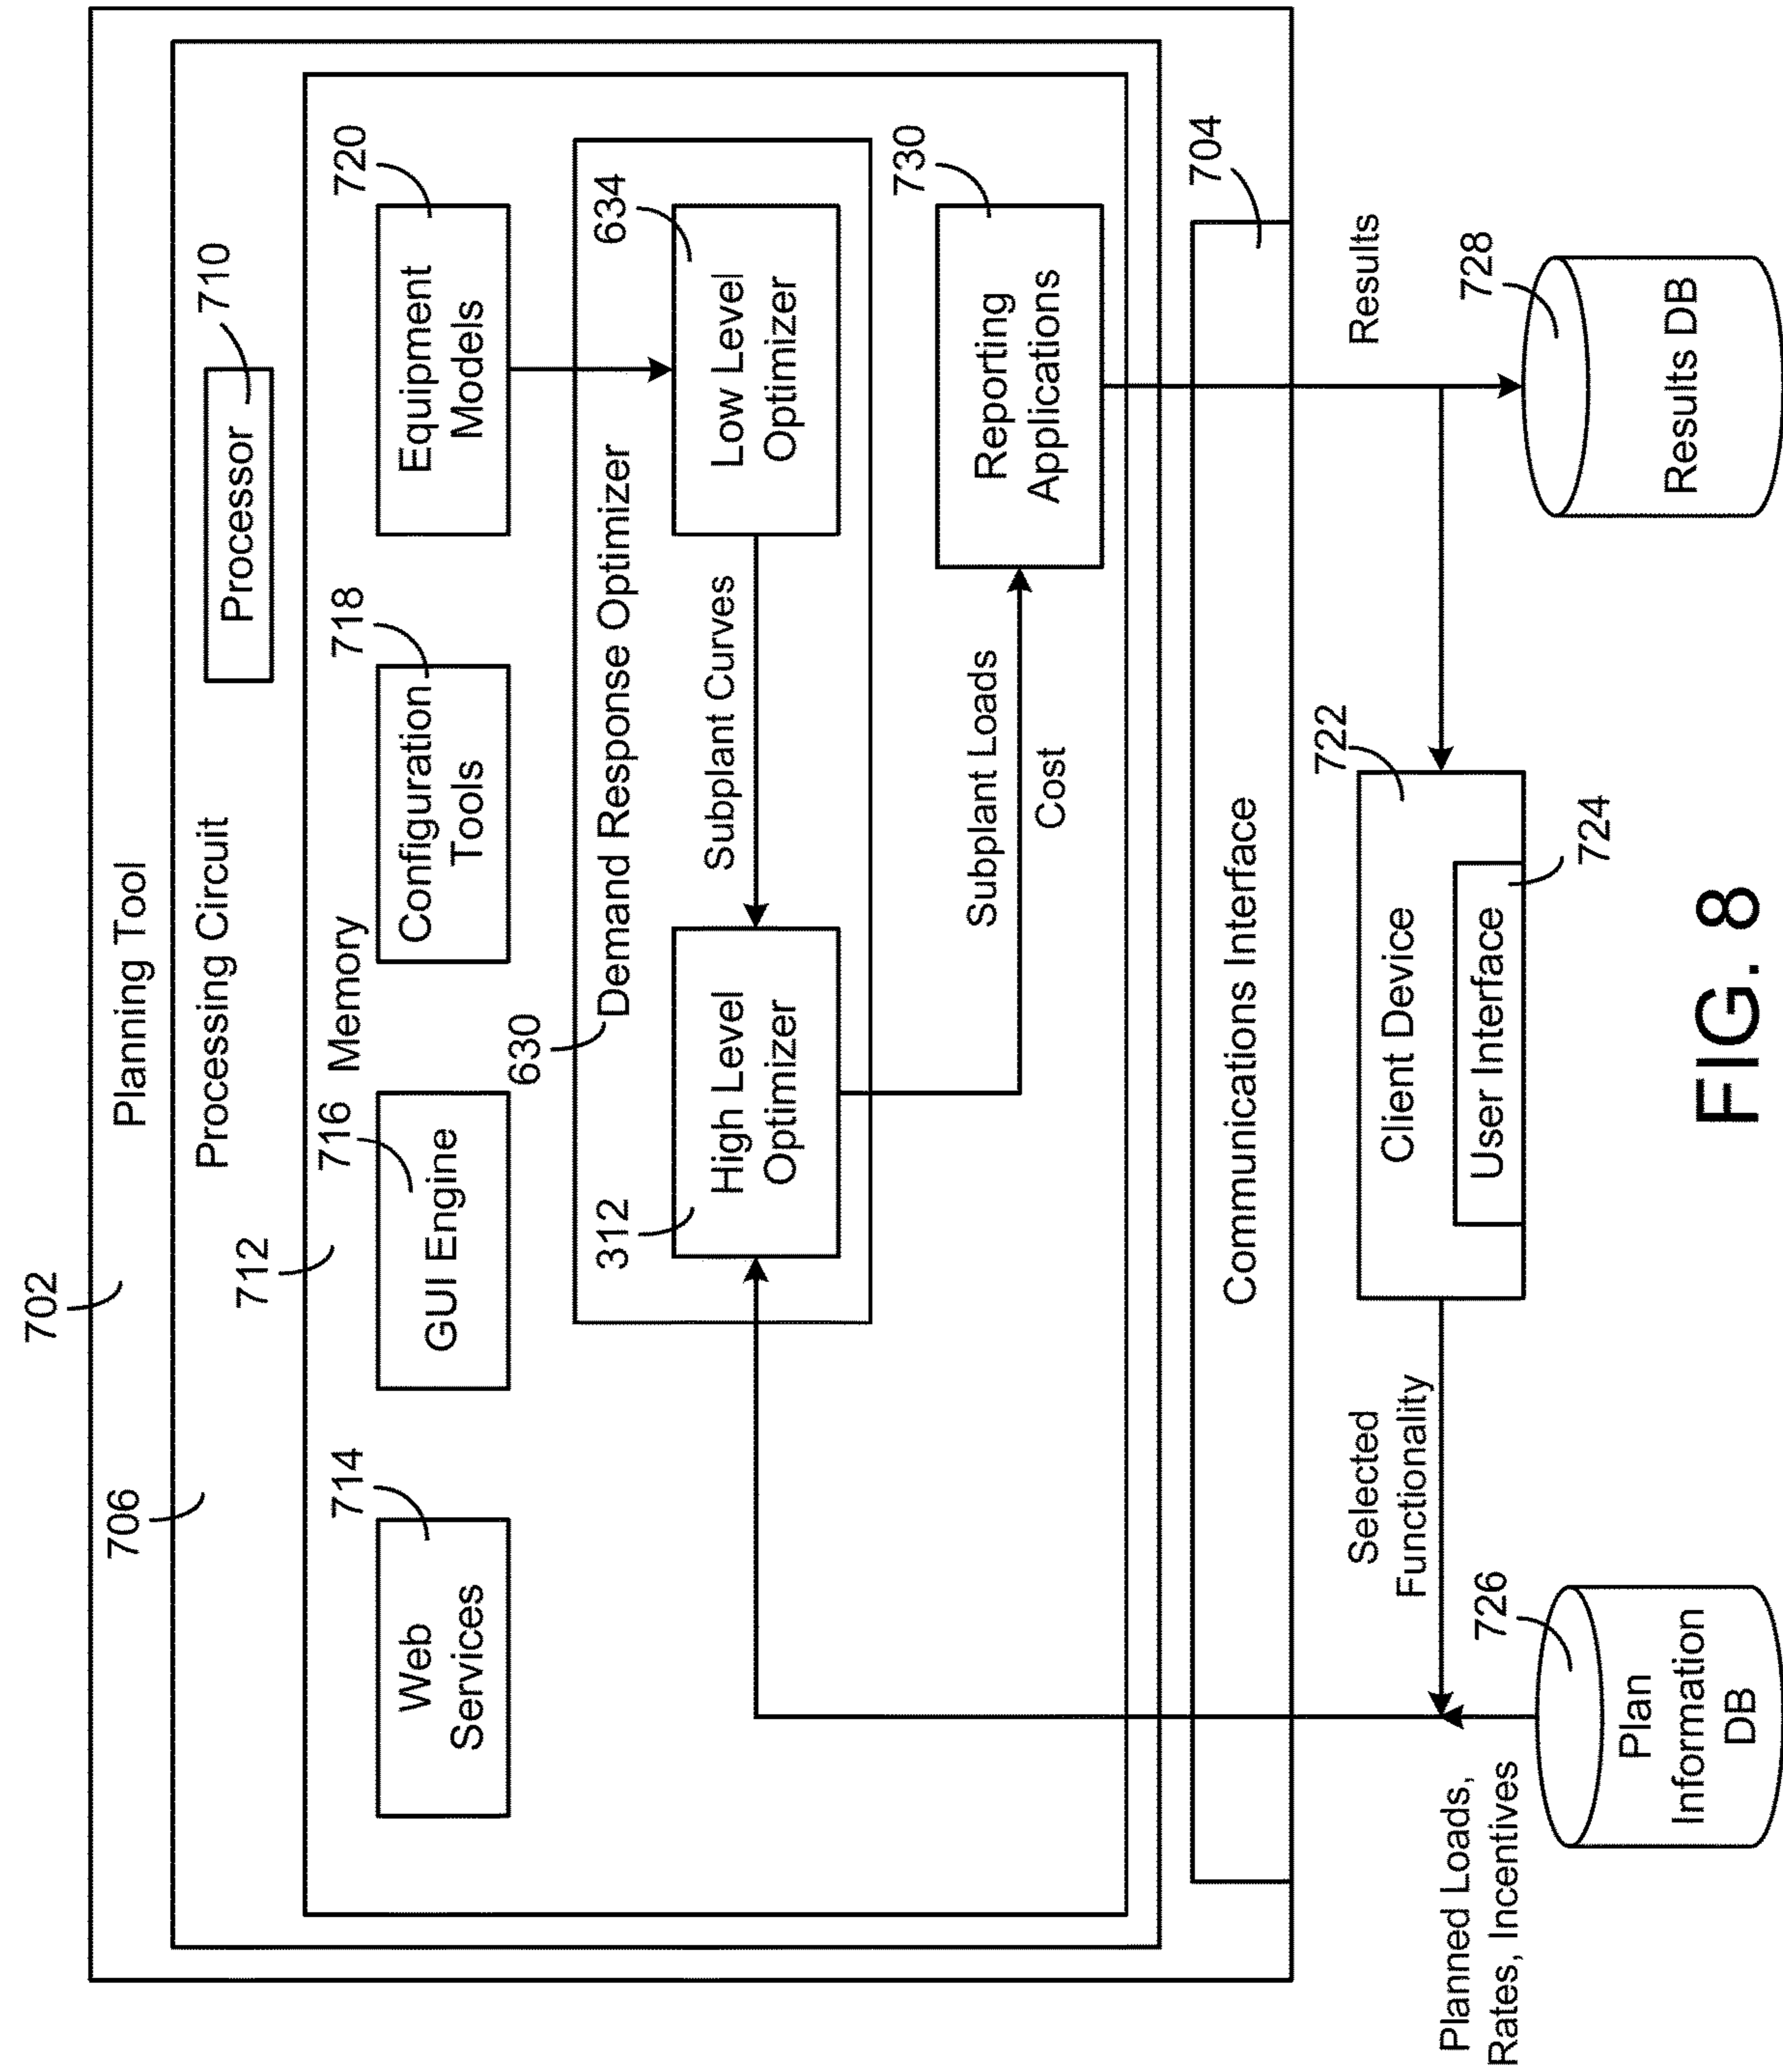 702
Planning Tool
706
Processing Circuit
710
Processor
712
Memory
714
Web
Services
716
GUI Engine
718
Configuration
Tools
720
Equipment
Models
630
Demand Response Optimizer
312
High Level
Optimizer
Subplant Curves
634
Low Level
Optimizer
Subplant Loads
Cost
730
Reporting
Applications
Communications Interface
704
Planned Loads,
Rates, Incentives
726
Plan
Information
DB
Selected
Functionality
722
Client Device
724
User Interface
Results
728
Results DB
FIG. 8